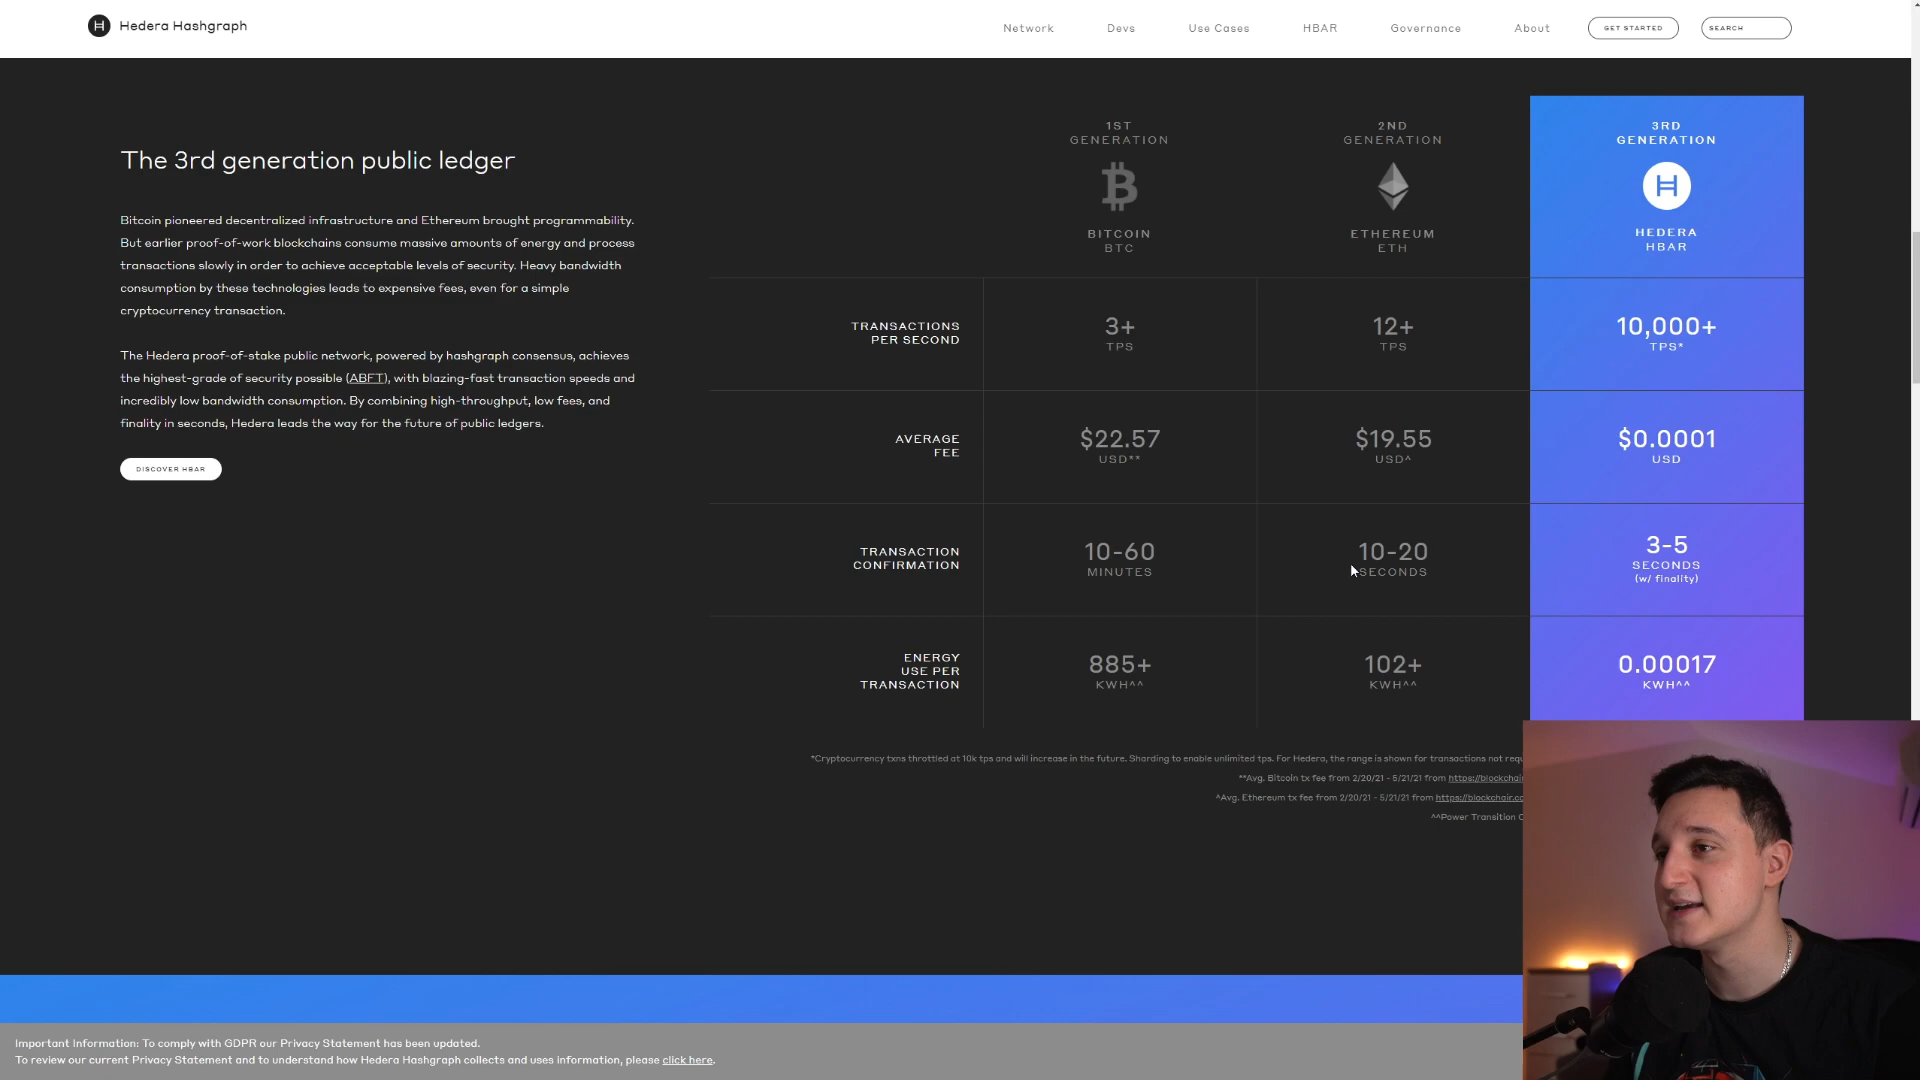 Hedera Hashgraph
Network
Devs
Use Cases
HBAR
Governance
About
GET STARTED
SEARCH
The 3rd generation public ledger
Bitcoin pioneered decentralized infrastructure and Ethereum brought programmability.
But earlier proof-of-work blockchains consume massive amounts of energy and process
transactions slowly in order to achieve acceptable levels of security. Heavy bandwidth
consumption by these technologies leads to expensive fees, even for a simple
cryptocurrency transaction.
The Hedera proof-of-stake public network, powered by hashgraph consensus, achieves
the highest-grade of security possible (ABFT), with blazing-fast transaction speeds and
incredibly low bandwidth consumption. By combining high-throughput, low fees, and
finality in seconds, Hedera leads the way for the future of public ledgers.
DISCOVER HBAR
1ST
GENERATION
BITCOIN
BTC
2ND
GENERATION
ETHEREUM
ETH
3RD
GENERATION
HEDERA
HBAR
TRANSACTIONS
PER SECOND
3+
TPS
12+
TPS
10,000+
TPS*
AVERAGE
FEE
$22.57
USD**
$19.55
USD^
$0.0001
USD
TRANSACTION
CONFIRMATION
10-60
MINUTES
10-20
SECONDS
3-5
SECONDS
(w/ finality)
ENERGY
USE PER
TRANSACTION
885+
KWH^^
102+
KWH^^
0.00017
KWH^^
*Cryptocurrency txns throttled at 10k tps and will increase in the future. Sharding to enable unlimited tps. For Hedera, the range is shown for transactions not
**Avg. Bitcoin tx fee from 2/20/21 - 5/21/21 from
^Avg. Ethereum tx fee from 2/20/21 - 5/21/21 from
^^Power Transition
Important Information: To comply with GDPR our Privacy Statement has been updated.
To review our current Privacy Statement and to understand how Hedera Hashgraph collects and uses information, please click here.